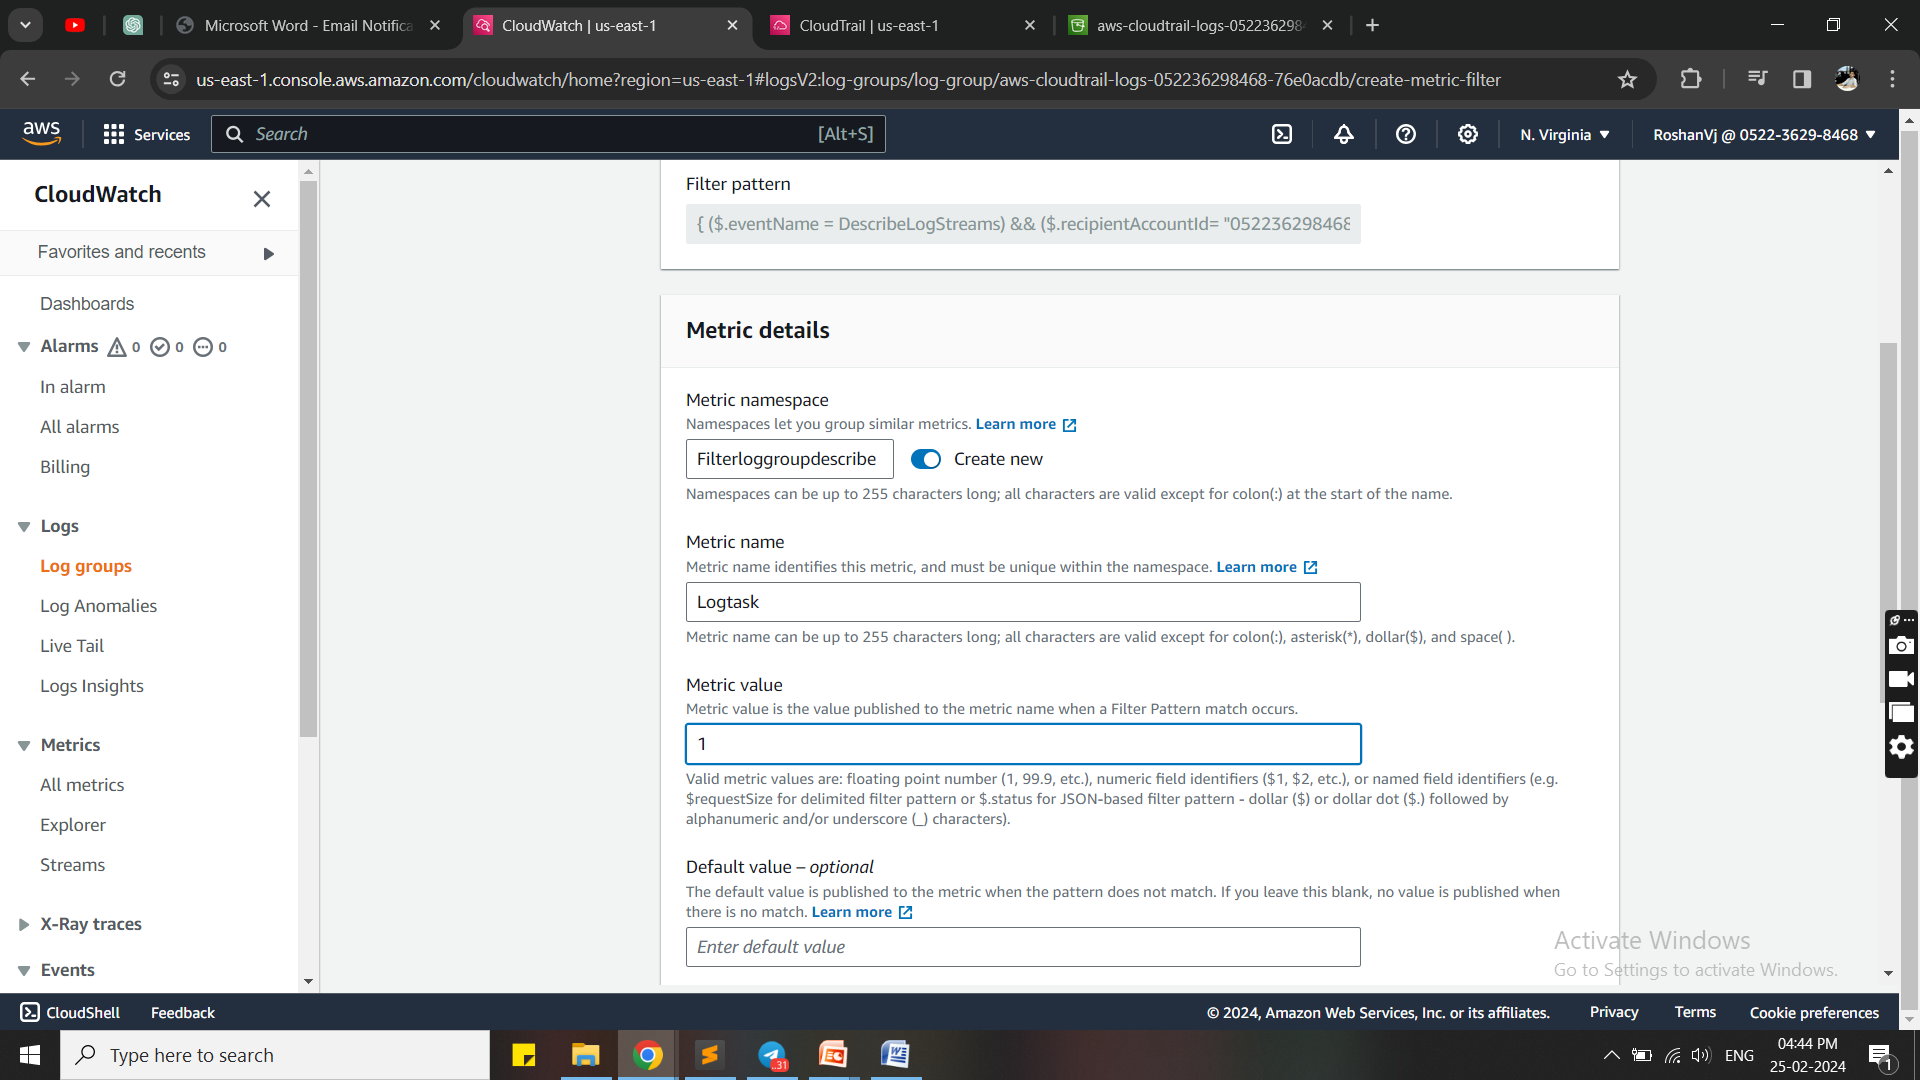 Microsoft Word - Email Notifica
CloudWatch | us-east-1
CloudTrail | us-east-1
aws-cloudtrail-logs-052236298
us-east-1.console.aws.amazon.com/cloudwatch/home?region=us-east-1#logsV2:log-groups/log-group/aws-cloudtrail-logs-052236298468-76e0acdb/create-metric-filter
aws
Services
Search
[Alt+S]
N. Virginia
RoshanVj @ 0522-3629-8468
CloudWatch
Favorites and recents
Dashboards
Alarms 0 0 0
In alarm
All alarms
Billing
Logs
Log groups
Log Anomalies
Live Tail
Logs Insights
Metrics
All metrics
Explorer
Streams
X-Ray traces
Events
Filter pattern
{ ($.eventName = DescribeLogStreams) && ($.recipientAccountId= "052236298468
Metric details
Metric namespace
Namespaces let you group similar metrics. Learn more
Filterloggroupdescribe
Create new
Namespaces can be up to 255 characters long; all characters are valid except for colon(:) at the start of the name.
Metric name
Metric name identifies this metric, and must be unique within the namespace. Learn more
Logtask
Metric name can be up to 255 characters long; all characters are valid except for colon(:), asterisk(*), dollar($), and space( ).
Metric value
Metric value is the value published to the metric name when a Filter Pattern match occurs.
1
Valid metric values are: floating point number (1, 99.9, etc.), numeric field identifiers ($1, $2, etc.), or named field identifiers (e.g.
$requestSize for delimited filter pattern or $.status for JSON-based filter pattern - dollar ($) or dollar dot ($.) followed by
alphanumeric and/or underscore (_) characters).
Default value – optional
The default value is published to the metric when the pattern does not match. If you leave this blank, no value is published when
there is no match. Learn more
Enter default value
Activate Windows
Go to Settings to activate Windows.
CloudShell
Feedback
© 2024, Amazon Web Services, Inc. or its affiliates.
Privacy
Terms
Cookie preferences
Type here to search
31
ENG
04:44 PM
25-02-2024
1